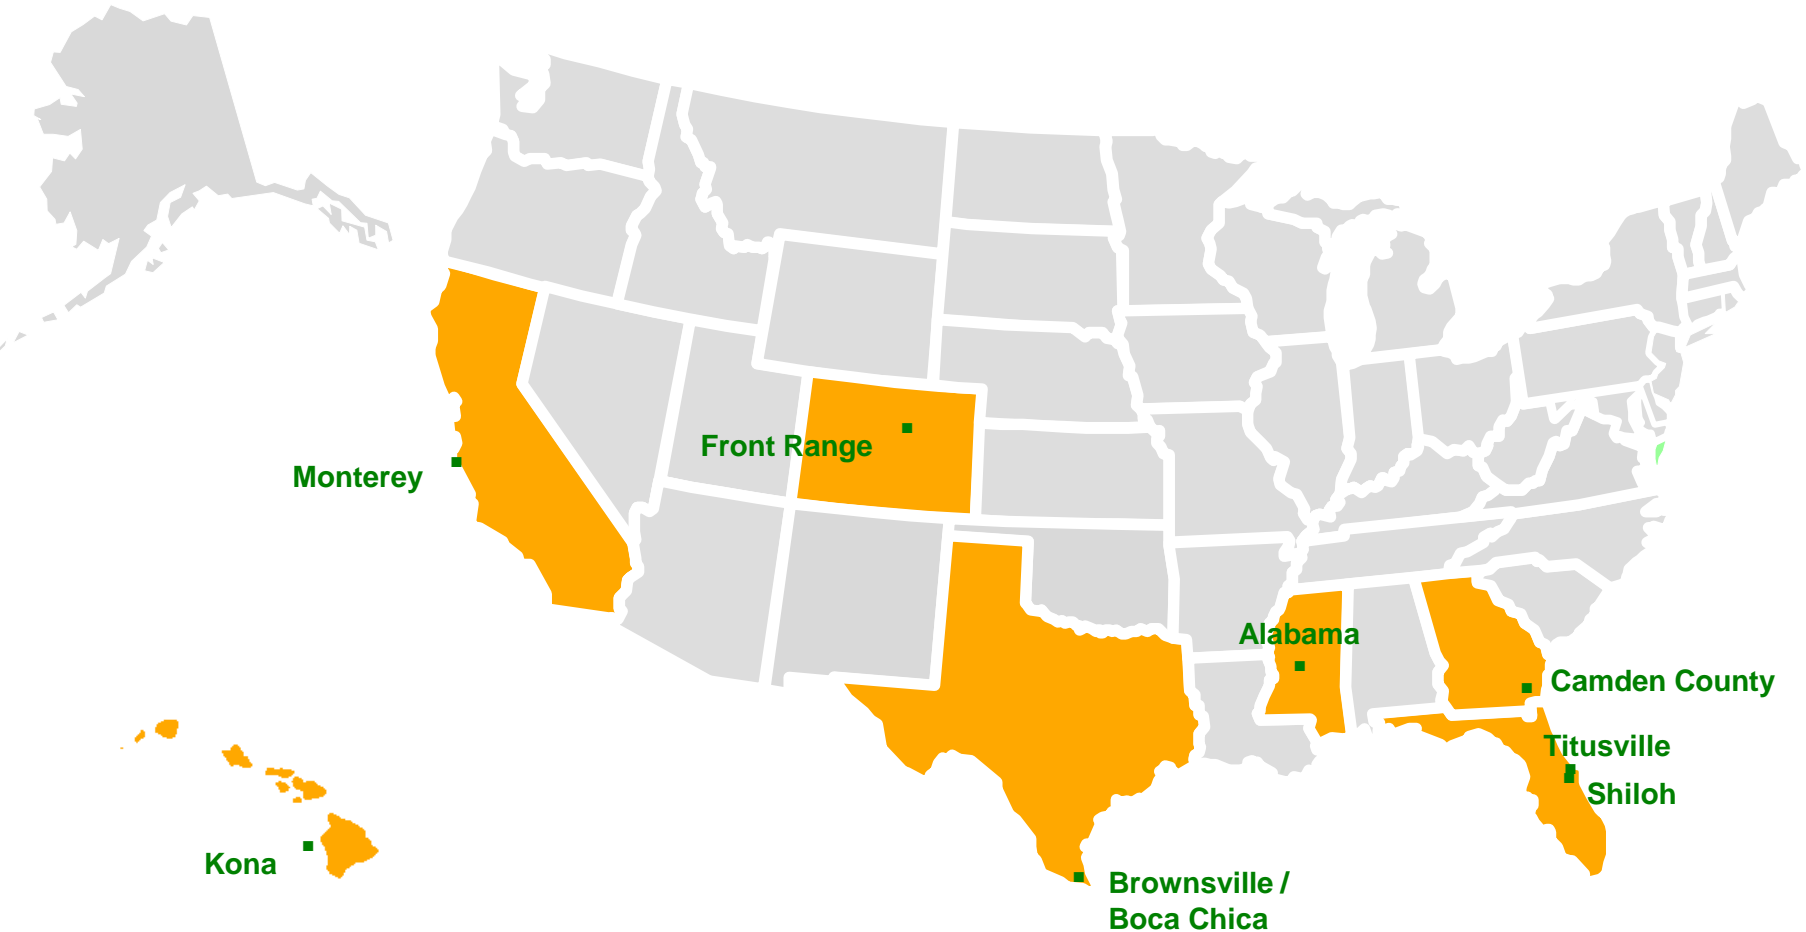 Front Range
Monterey
Alabama
Camden County
Titusville
Shiloh
Kona
Brownsville /
Boca Chica